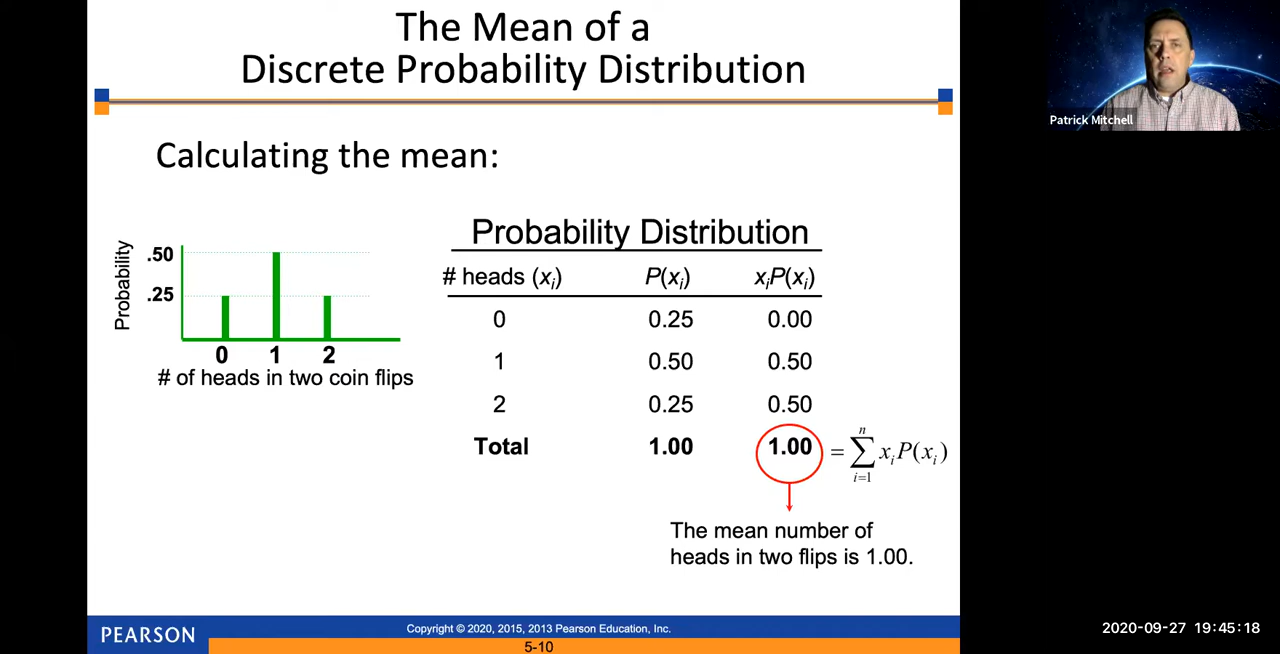 The Mean of a
Discrete Probability Distribution
Calculating the mean:
Probability
.50
.25
0 1 2
# of heads in two coin flips
Probability Distribution
# heads (xᵢ) P(xᵢ) xᵢP(xᵢ)
0 0.25 0.00
1 0.50 0.50
2 0.25 0.50
Total 1.00 1.00 = ∑ⁿᵢ₌₁ xᵢP(xᵢ)
The mean number of
heads in two flips is 1.00.
PEARSON
Copyright © 2020, 2015, 2013 Pearson Education, Inc.
5-10
Patrick Mitchell
2020-09-27 19:45:18